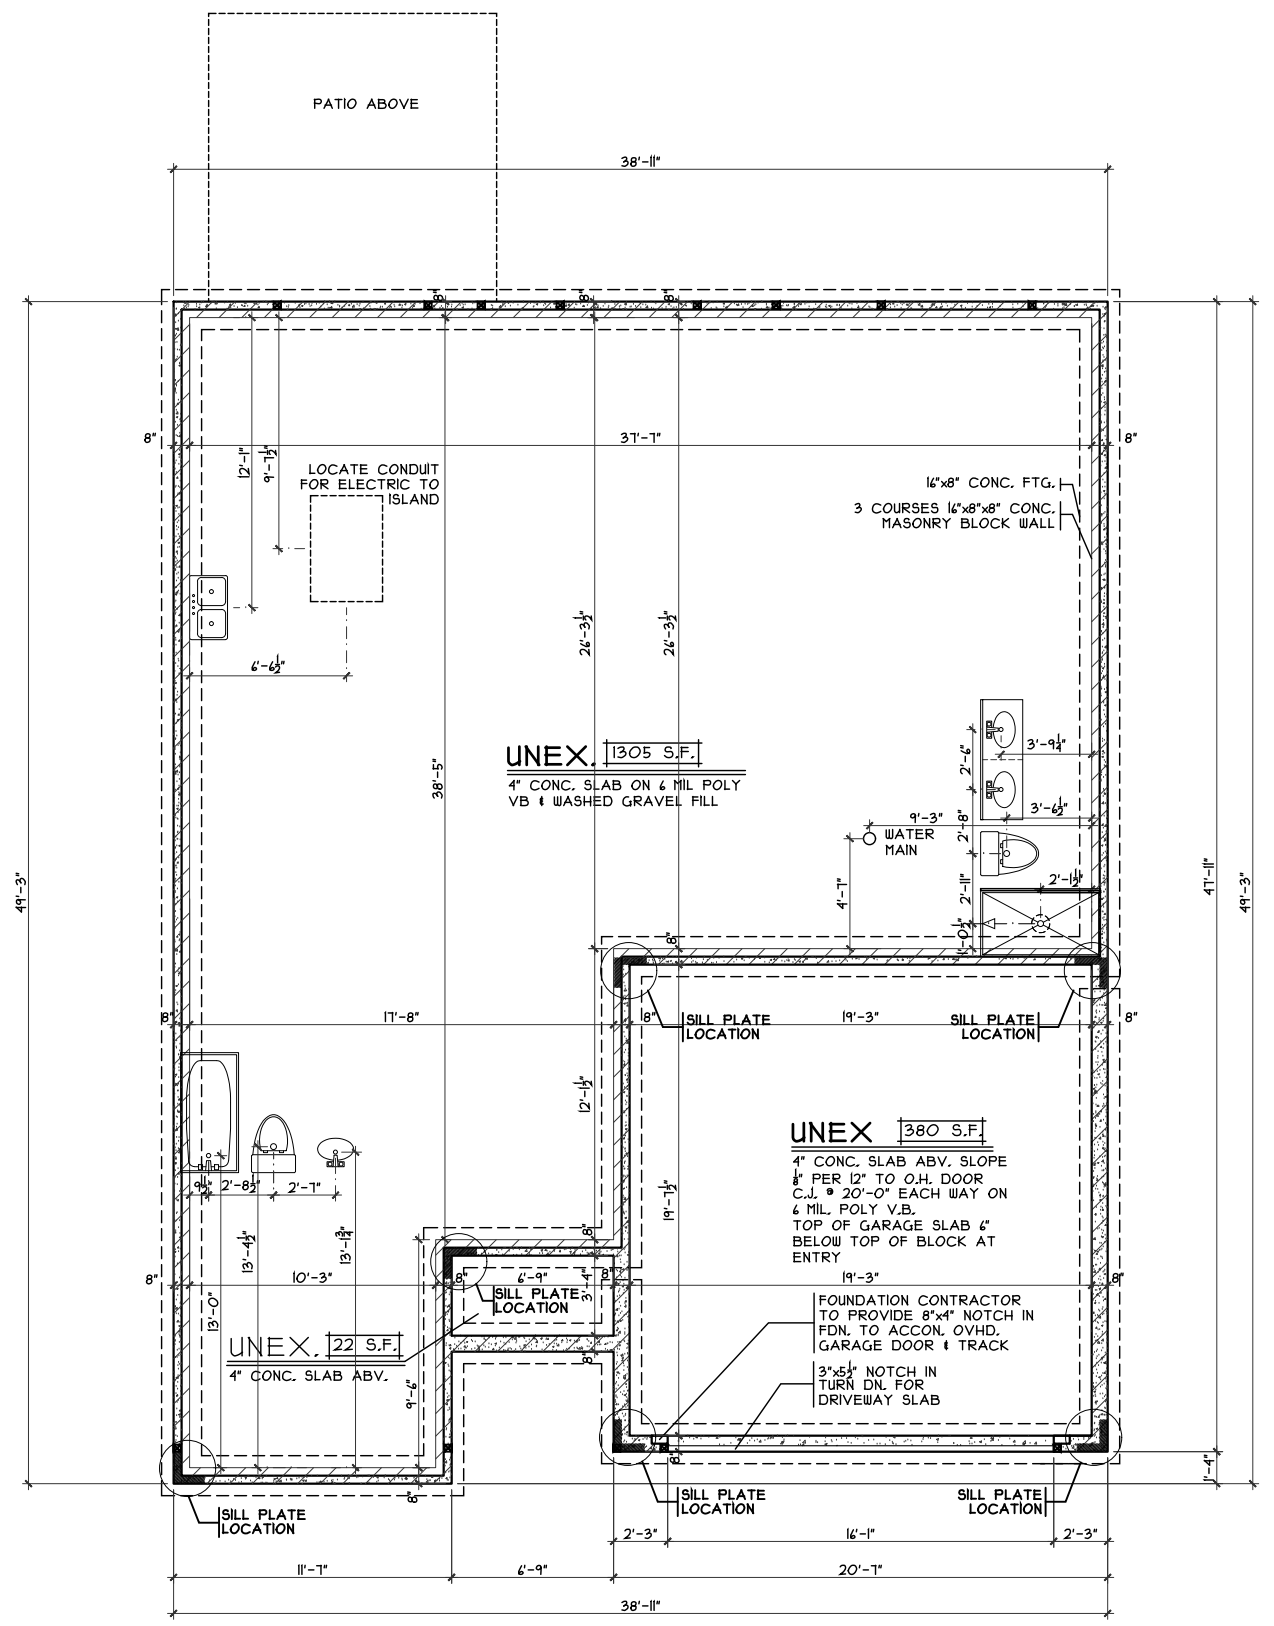 PATIO ABOVE
38'-11"
8"
8"
8"
8"
37'-7"
8"
12'-1"
9'-7½"
LOCATE CONDUIT
FOR ELECTRIC TO
ISLAND
16"x8" CONC. FTG.
3 COURSES 16"x8"x8" CONC.
MASONRY BLOCK WALL
26'-3½"
26'-3½"
6'-6½"
UNEX. 1305 S.F.
4" CONC. SLAB ON 6 MIL POLY
VB & WASHED GRAVEL FILL
38'-5"
2'-6"
3'-9¼"
3'-6½"
9'-3"
2'-8"
WATER
MAIN
49'-3"
47'-11"
49'-3"
4'-7"
2'-11"
2'-1½"
1'-0½"
8"
8"
17'-8"
8"
SILL PLATE
LOCATION
19'-3"
SILL PLATE
LOCATION
8"
12'-1½"
UNEX 380 S.F.
4" CONC. SLAB ABV. SLOPE
⅛" PER 12" TO O.H. DOOR
C.J. @ 20'-0" EACH WAY ON
6 MIL. POLY V.B.
TOP OF GARAGE SLAB 6"
BELOW TOP OF BLOCK AT
ENTRY
9½"
2'-8½"
2'-7"
19'-7½"
8"
13'-4½"
13'-1¾"
8"
10'-3"
8"
6'-9"
8"
19'-3"
8"
3'-4"
SILL PLATE
LOCATION
13'-0"
FOUNDATION CONTRACTOR
TO PROVIDE 8"x4" NOTCH IN
FDN. TO ACCON. OVHD.
GARAGE DOOR & TRACK
UNEX. 22 S.F.
4" CONC. SLAB ABV.
8"
3"x5½" NOTCH IN
TURN DN. FOR
DRIVEWAY SLAB
9'-6"
8"
8"
1'-4"
SILL PLATE
LOCATION
SILL PLATE
LOCATION
SILL PLATE
LOCATION
2'-3"
16'-1"
2'-3"
11'-7"
6'-9"
20'-7"
38'-11"